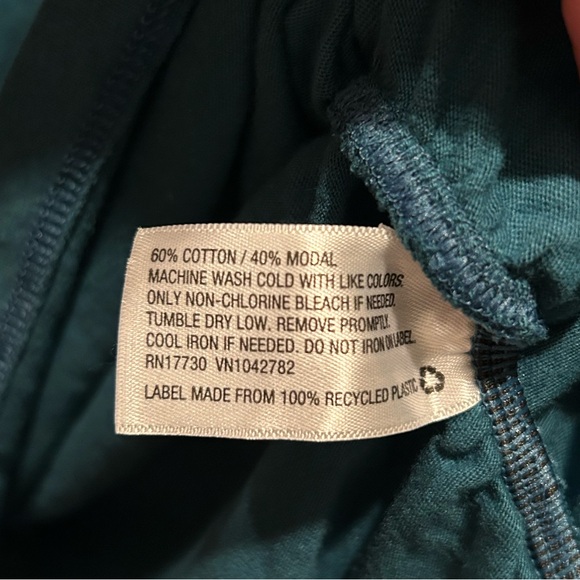 60% COTTON / 40% MODAL
MACHINE WASH COLD WITH LIKE COLORS.
ONLY NON-CHLORINE BLEACH IF NEEDED.
TUMBLE DRY LOW. REMOVE PROMPTLY.
COOL IRON IF NEEDED. DO NOT IRON ON LABEL.
RN17730 VN1042782
LABEL MADE FROM 100% RECYCLED PLASTIC